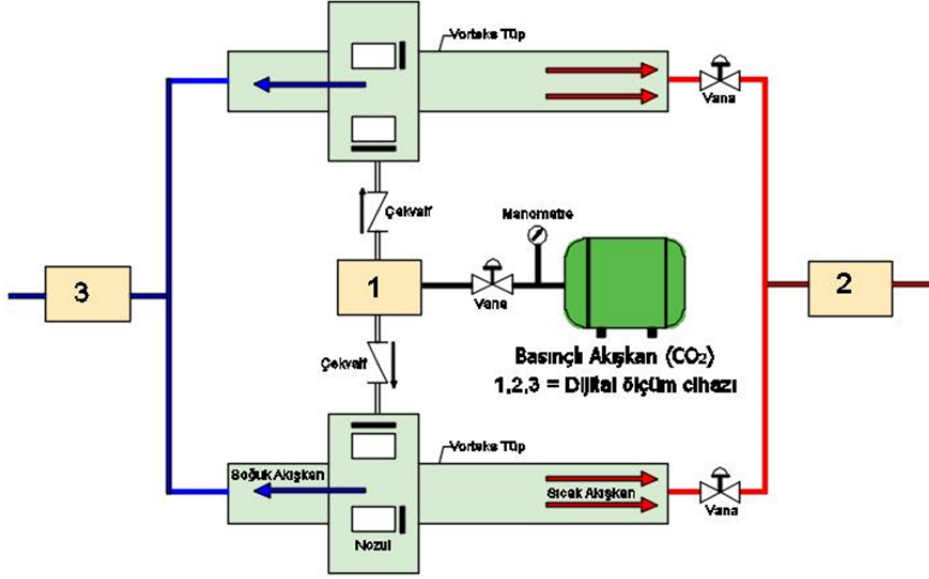 Vorteks Tüp
Vana
Çekvalf
Manometre
3
1
2
Vana
Çekvalf
Basınçlı Akışkan (CO₂)
1,2,3 = Dijital ölçüm cihazı
Vorteks Tüp
Soğuk Akışkan
Sıcak Akışkan
Vana
Nozul